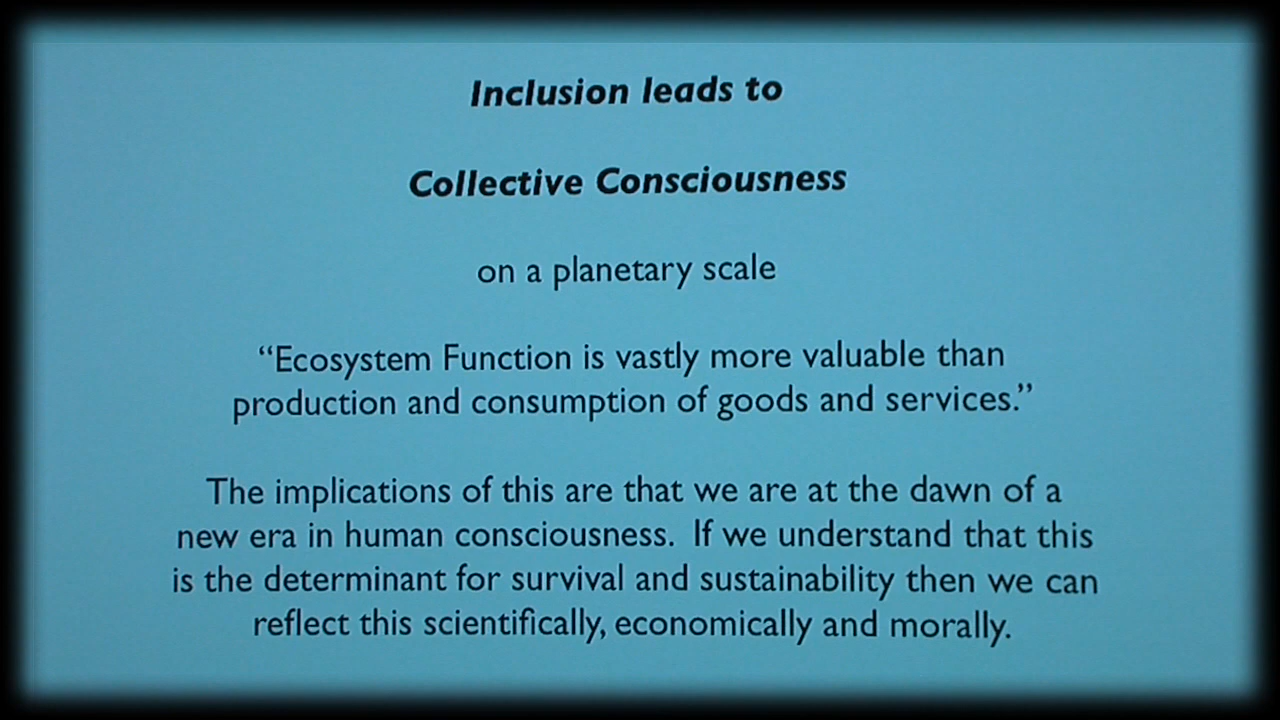 Inclusion leads to
Collective Consciousness
on a planetary scale
“Ecosystem Function is vastly more valuable than
production and consumption of goods and services.”
The implications of this are that we are at the dawn of a
new era in human consciousness. If we understand that this
is the determinant for survival and sustainability then we can
reflect this scientifically, economically and morally.